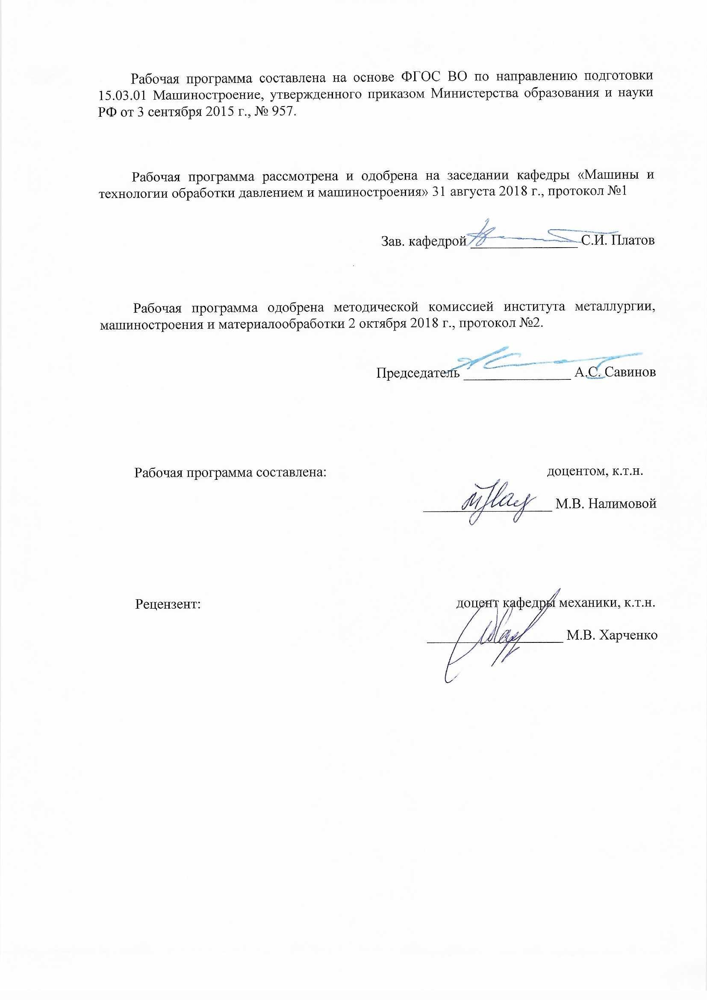 Рабочая программа составлена на основе ФГОС ВО по направлению подготовки
15.03.01 Машиностроение, утвержденного приказом Министерства образования и науки
РФ от 3 сентября 2015 г., № 957.
Рабочая программа рассмотрена и одобрена на заседании кафедры «Машины и
технологии обработки давлением и машиностроения» 31 августа 2018 г., протокол №1
Зав. кафедрой С.И. Платов
Рабочая программа одобрена методической комиссией института металлургии,
машиностроения и материалообработки 2 октября 2018 г., протокол №2.
Председатель А.С. Савинов
Рабочая программа составлена: доцентом, к.т.н.
М.В. Налимовой
Рецензент: доцент кафедры механики, к.т.н.
М.В. Харченко